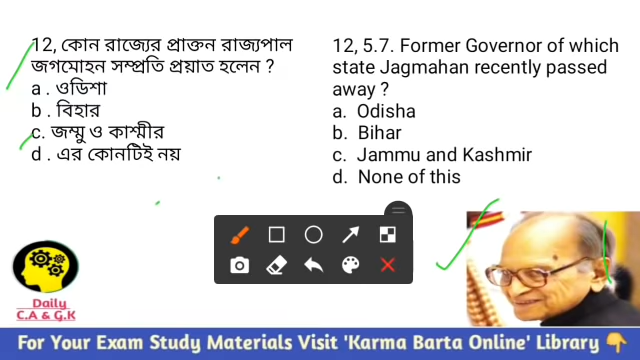 12, কোন রাজ্যের প্রাক্তন রাজ্যপাল
জগমোহন সম্প্রতি প্রয়াত হলেন ?
a . ওডিশা
b . বিহার
c. জম্মু ও কাশ্মীর
d . এর কোনটিই নয়
12, 5.7. Former Governor of which
state Jagmahan recently passed
away ?
a. Odisha
b. Bihar
c. Jammu and Kashmir
d. None of this
Daily
C.A & G.K
For Your Exam Study Materials Visit 'Karma Barta Online' Library 👇